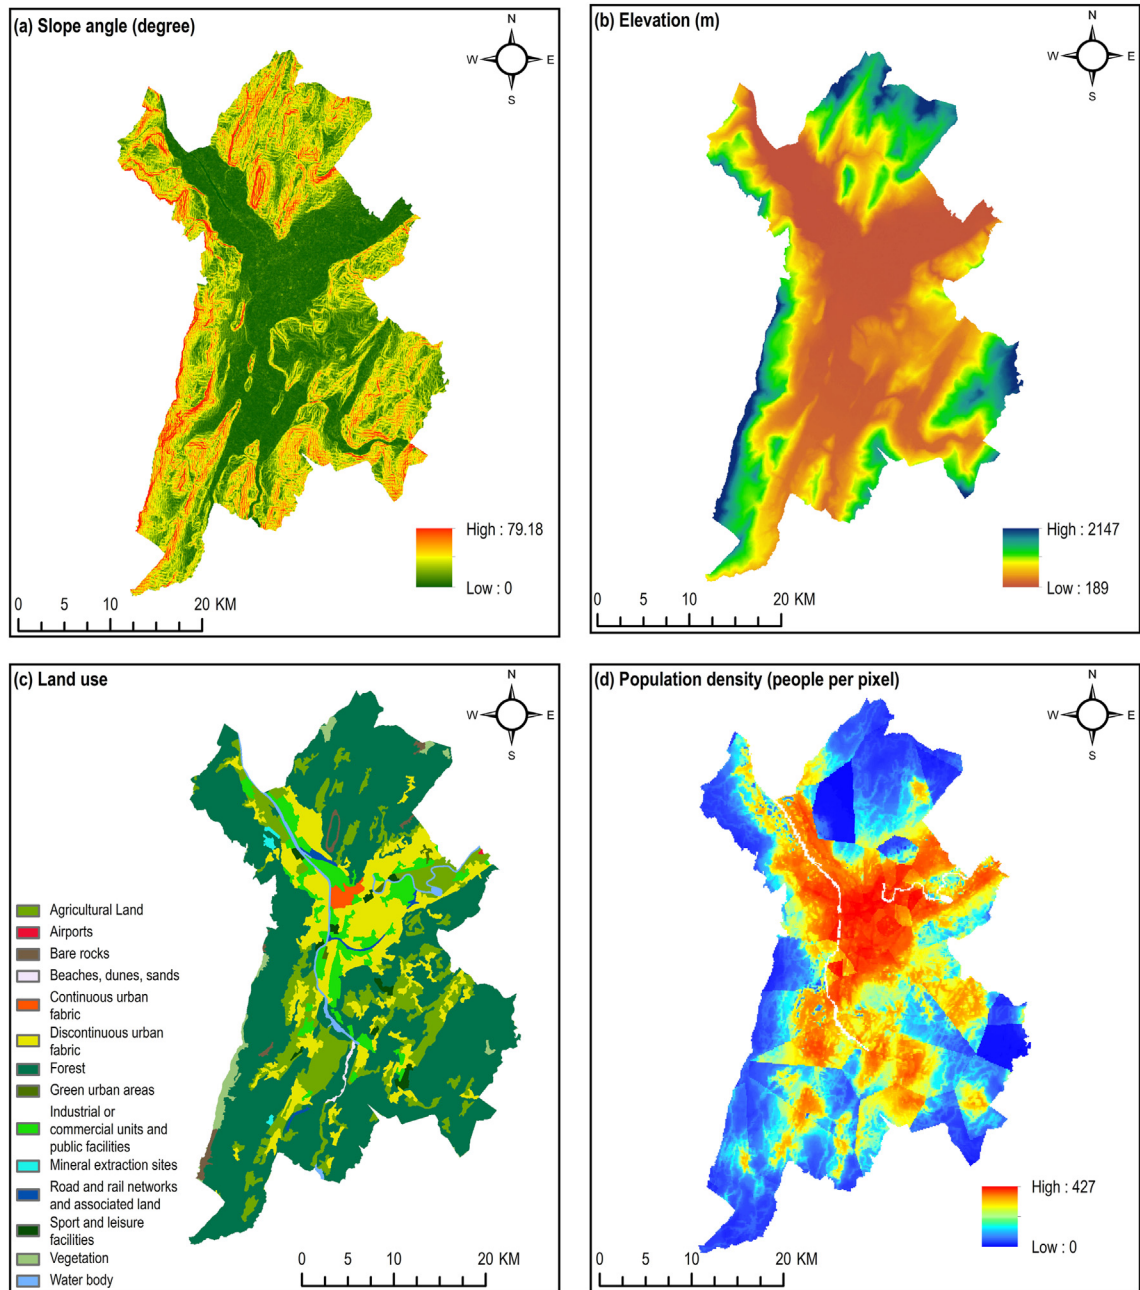 (a) Slope angle (degree)
N
W
E
S
High : 79.18
Low : 0
0 5 10 20 KM
(b) Elevation (m)
N
W
E
S
High : 2147
Low : 189
0 5 10 20 KM
(c) Land use
N
W
E
S
Agricultural Land
Airports
Bare rocks
Beaches, dunes, sands
Continuous urban
fabric
Discontinuous urban
fabric
Forest
Green urban areas
Industrial or
commercial units and
public facilities
Mineral extraction sites
Road and rail networks
and associated land
Sport and leisure
facilities
Vegetation
Water body
0 5 10 20 KM
(d) Population density (people per pixel)
N
W
E
S
High : 427
Low : 0
0 5 10 20 KM